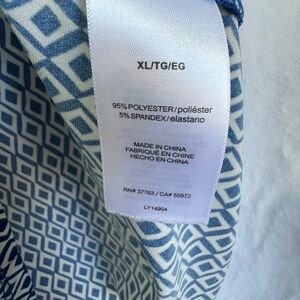 XL/TG/EG
95% POLYESTER/poliéster
5% SPANDEX/elastano
MADE IN CHINA
FABRIQUÉ EN CHINE
HECHO EN CHINA
RN# 37763 / CA# 55972
LY14904